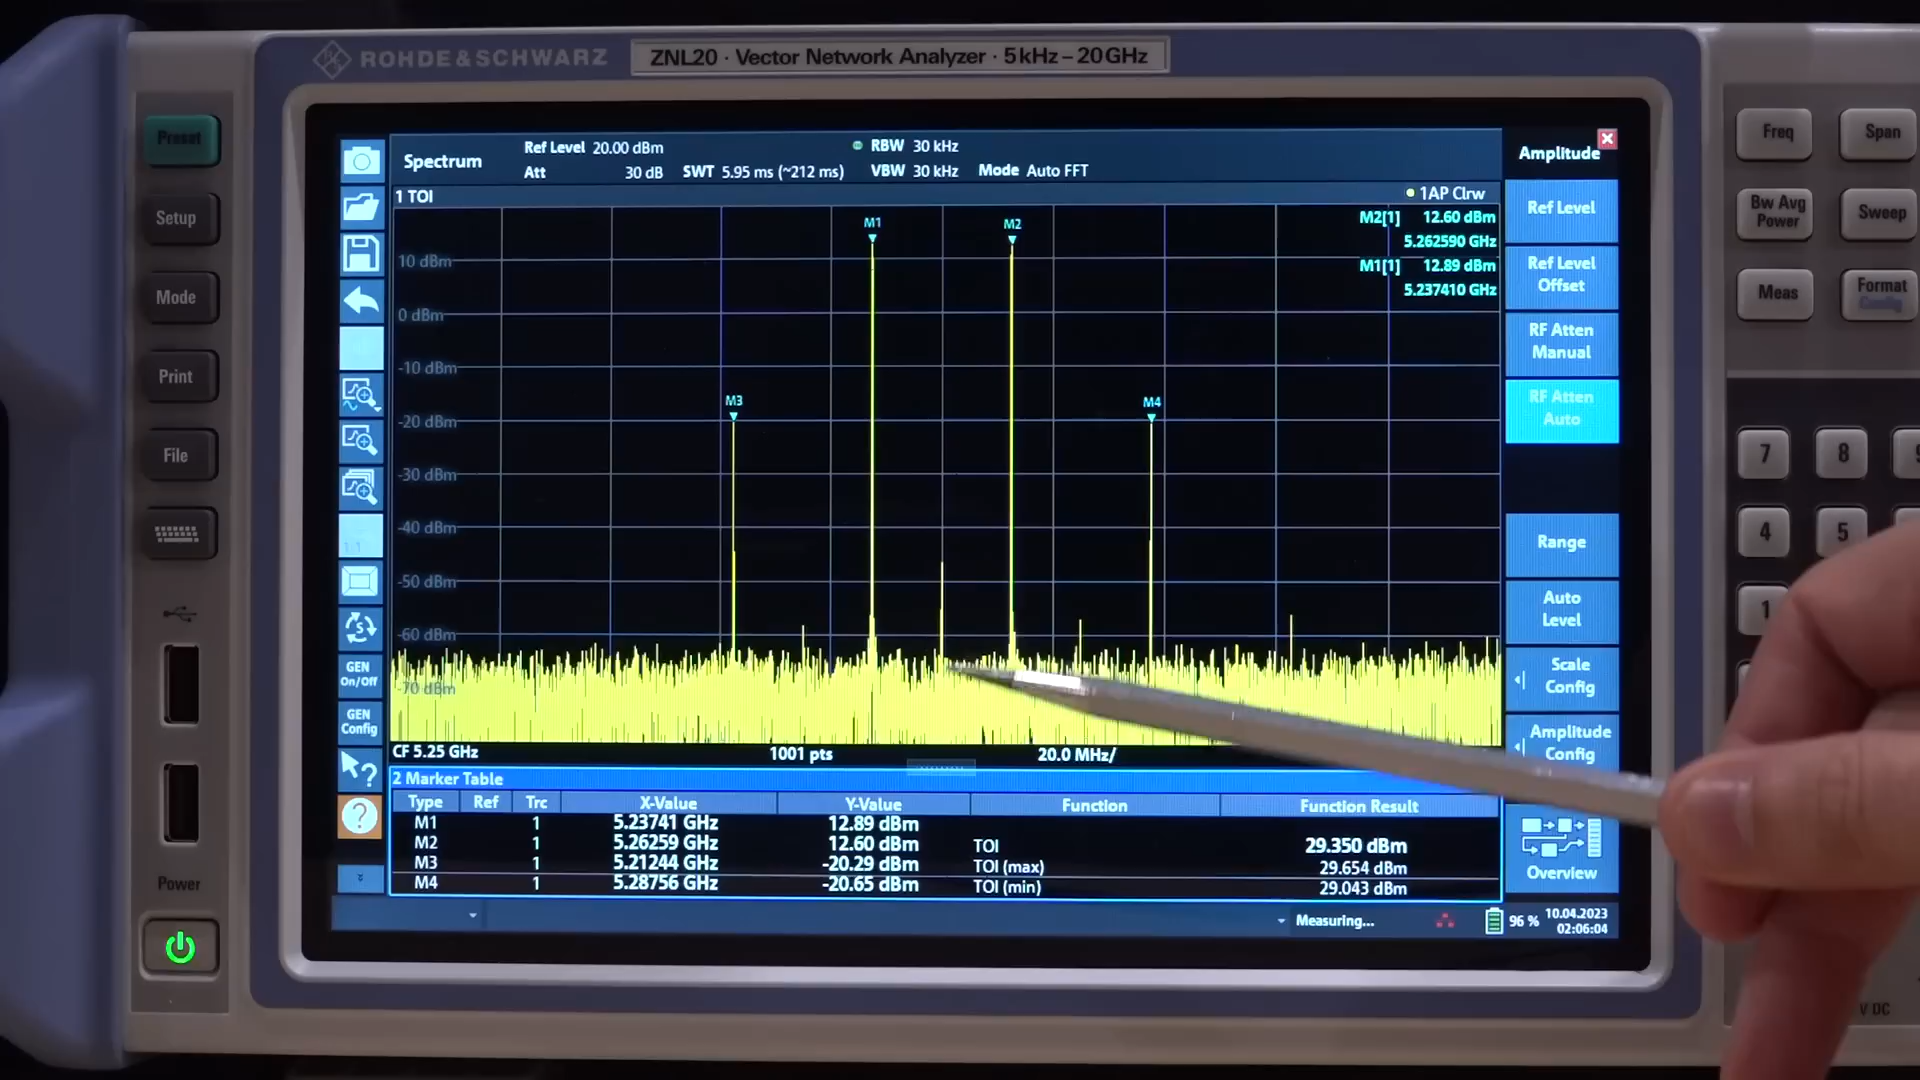 ROHDE & SCHWARZ
ZNL20 · Vector Network Analyzer · 5 kHz – 20 GHz
Preset
Setup
Mode
Print
File
Power
Spectrum
Ref Level 20.00 dBm
RBW 30 kHz
Att 30 dB SWT 5.95 ms (~212 ms) VBW 30 kHz Mode Auto FFT
1 TOI
1AP Clrw
M1
M2
M3
M4
M2[1] 12.60 dBm
5.262590 GHz
M1[1] 12.89 dBm
5.237410 GHz
10 dBm
0 dBm
-10 dBm
-20 dBm
-30 dBm
-40 dBm
-50 dBm
-60 dBm
-70 dBm
CF 5.25 GHz 1001 pts 20.0 MHz/
2 Marker Table
Type Ref Trc X-Value Y-Value Function Function Result
M1 1 5.23741 GHz 12.89 dBm
M2 1 5.26259 GHz 12.60 dBm TOI 29.350 dBm
M3 1 5.21244 GHz -20.29 dBm TOI (max) 29.654 dBm
M4 1 5.28756 GHz -20.65 dBm TOI (min) 29.043 dBm
Measuring...
96 %
10.04.2023
02:06:04
GEN
On/Off
GEN
Config
Amplitude
Ref Level
Ref Level
Offset
RF Atten
Manual
RF Atten
Auto
Range
Auto
Level
Scale
Config
Amplitude
Config
Overview
Freq
Span
Bw Avg
Power
Sweep
Meas
Format
Config
7
8
4
5
1
V DC